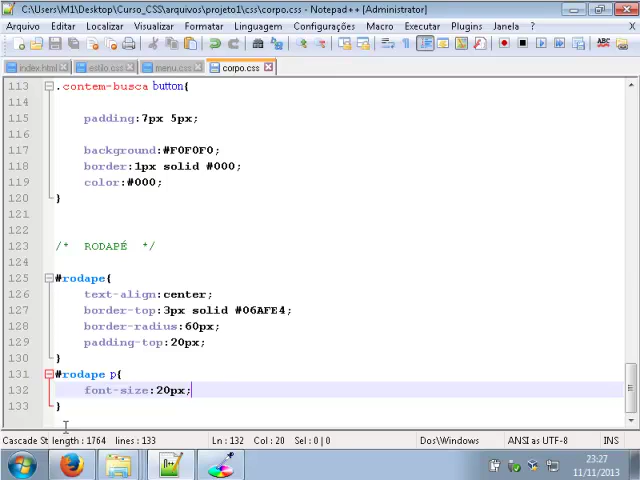 C:\Users\M1\Desktop\Curso_CSS\arquivos\projeto1\css\corpo.css - Notepad++ [Administrator]
Arquivo Editar Localizar Visualizar Formatar Linguagem Configurações Macro Executar Plugins Janela ? X
index.html estilo.css menu.css corpo.css
113 .contem-busca button{
114
115 padding:7px 5px;
116
117 background:#F0F0F0;
118 border:1px solid #000;
119 color:#000;
120 }
121
122
123 /* RODAPÉ */
124
125 #rodape{
126 text-align:center;
127 border-top:3px solid #06AFE4;
128 border-radius:60px;
129 padding-top:20px;
130 }
131 #rodape p{
132 font-size:20px;
133 }
Cascade St length : 1764 lines : 133 Ln : 132 Col : 20 Sel : 0 | 0 Dos\Windows ANSI as UTF-8 INS
23:27
11/11/2013